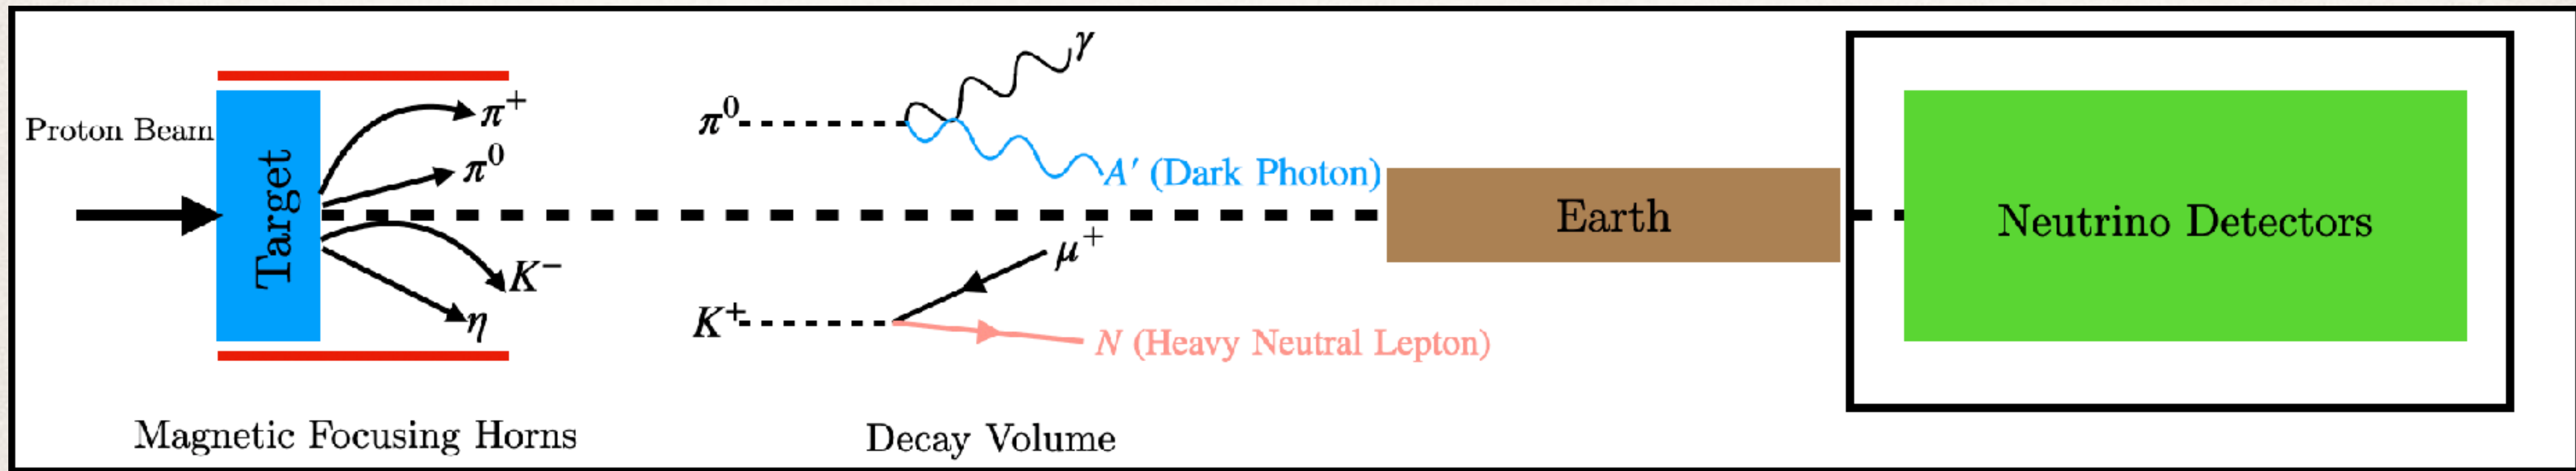 Proton Beam
Target
π⁺
π⁰
K⁻
η
Magnetic Focusing Horns
π⁰
γ
A′ (Dark Photon)
K⁺
μ⁺
N (Heavy Neutral Lepton)
Decay Volume
Earth
Neutrino Detectors